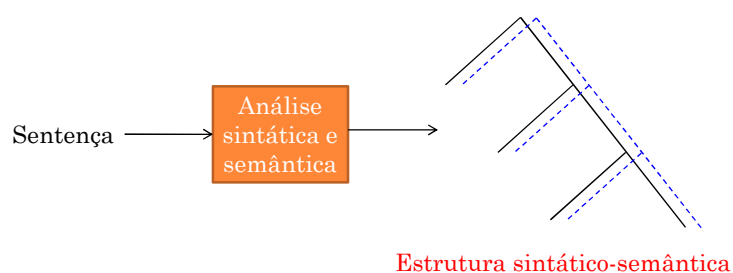 Sentença
Análise
sintática e
semântica
Estrutura sintático-semântica